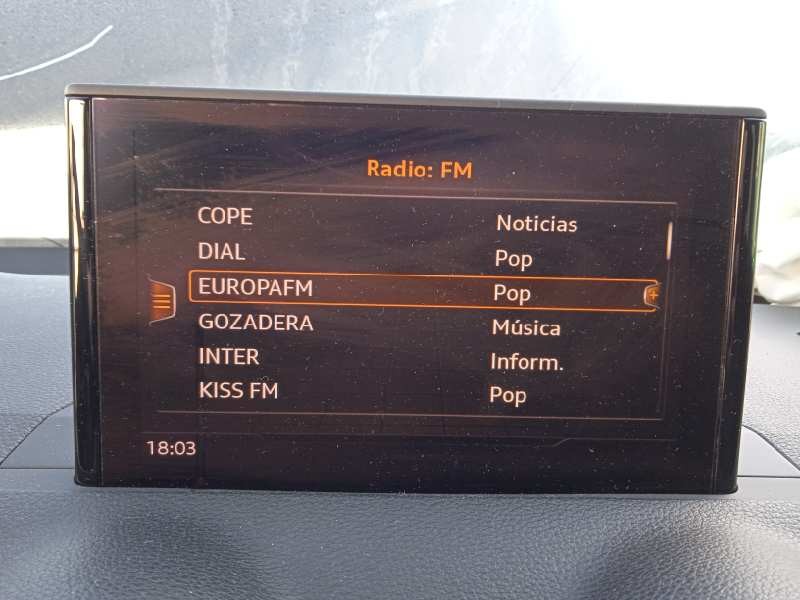 Radio: FM
COPE Noticias
DIAL Pop
EUROPAFM Pop
GOZADERA Música
INTER Inform.
KISS FM Pop
18:03